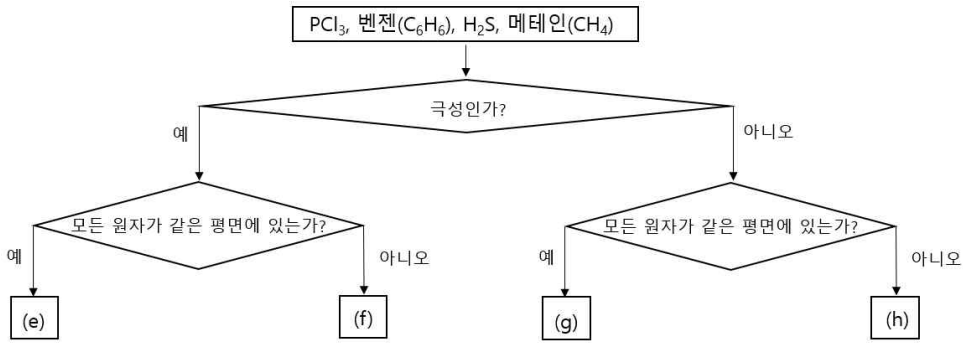 PCl₃, 벤젠(C₆H₆), H₂S, 메테인(CH₄)
극성인가?
예
아니오
모든 원자가 같은 평면에 있는가?
모든 원자가 같은 평면에 있는가?
예
아니오
예
아니오
(e)
(f)
(g)
(h)